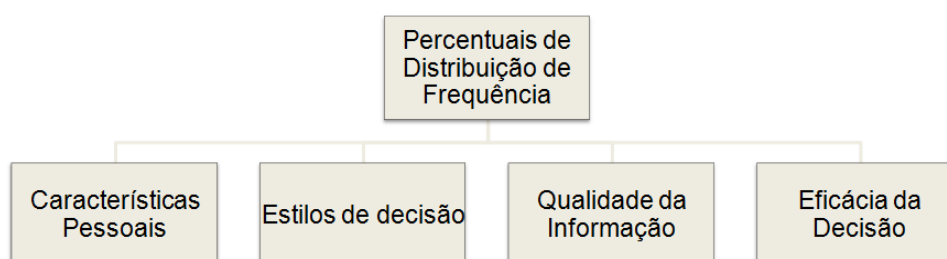 Percentuais de
Distribuição de
Frequência
Características
Pessoais
Estilos de decisão
Qualidade da
Informação
Eficácia da
Decisão